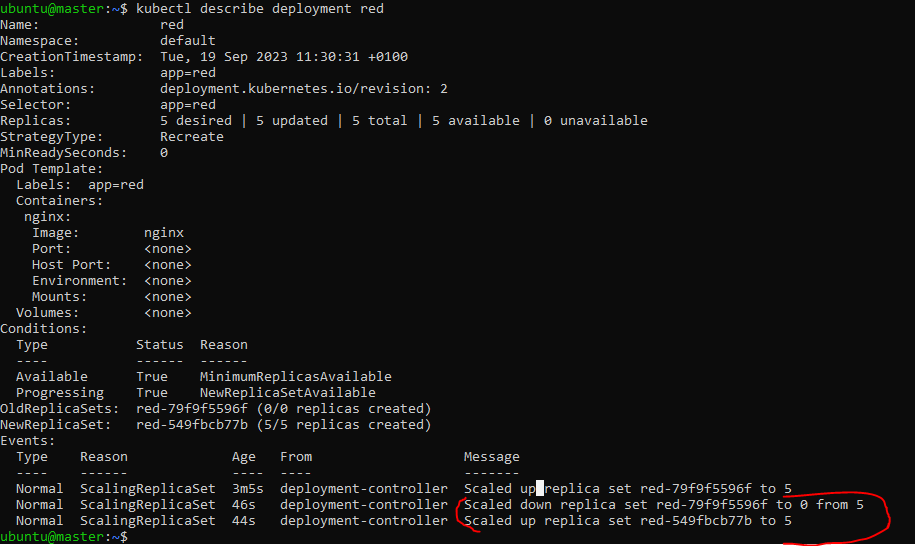 ubuntu@master:~$ kubectl describe deployment red
Name:                   red
Namespace:              default
CreationTimestamp:  Tue, 19 Sep 2023 11:30:31 +0100
Labels:                 app=red
Annotations:            deployment.kubernetes.io/revision: 2
Selector:               app=red
Replicas:               5 desired | 5 updated | 5 total | 5 available | 0 unavailable
StrategyType:       Recreate
MinReadySeconds:    0
Pod Template:
  Labels:  app=red
  Containers:
   nginx:
    Image:        nginx
    Port:         <none>
    Host Port:    <none>
    Environment:  <none>
    Mounts:       <none>
  Volumes:        <none>
Conditions:
  Type           Status  Reason
  ----           ------  ------
  Available      True    MinimumReplicasAvailable
  Progressing    True    NewReplicaSetAvailable
OldReplicaSets:  red-79f9f5596f (0/0 replicas created)
NewReplicaSet:   red-549fbcb77b (5/5 replicas created)
Events:
  Type    Reason             Age   From                   Message
  ----    ------             ----  ----                   -------
  Normal  ScalingReplicaSet  3m5s  deployment-controller  Scaled up replica set red-79f9f5596f to 5
  Normal  ScalingReplicaSet  46s   deployment-controller  Scaled down replica set red-79f9f5596f to 0 from 5
  Normal  ScalingReplicaSet  44s   deployment-controller  Scaled up replica set red-549fbcb77b to 5
ubuntu@master:~$